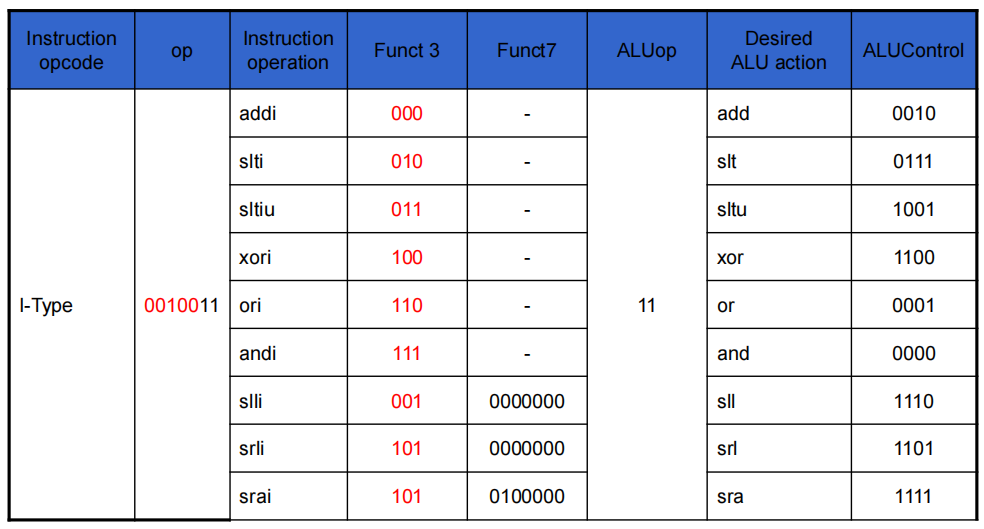 Instruction opcode op Instruction operation Funct 3 Funct7 ALUop Desired ALU action ALUControl
I-Type 0010011 11
addi 000 - add 0010
slti 010 - slt 0111
sltiu 011 - sltu 1001
xori 100 - xor 1100
ori 110 - or 0001
andi 111 - and 0000
slli 001 0000000 sll 1110
srli 101 0000000 srl 1101
srai 101 0100000 sra 1111